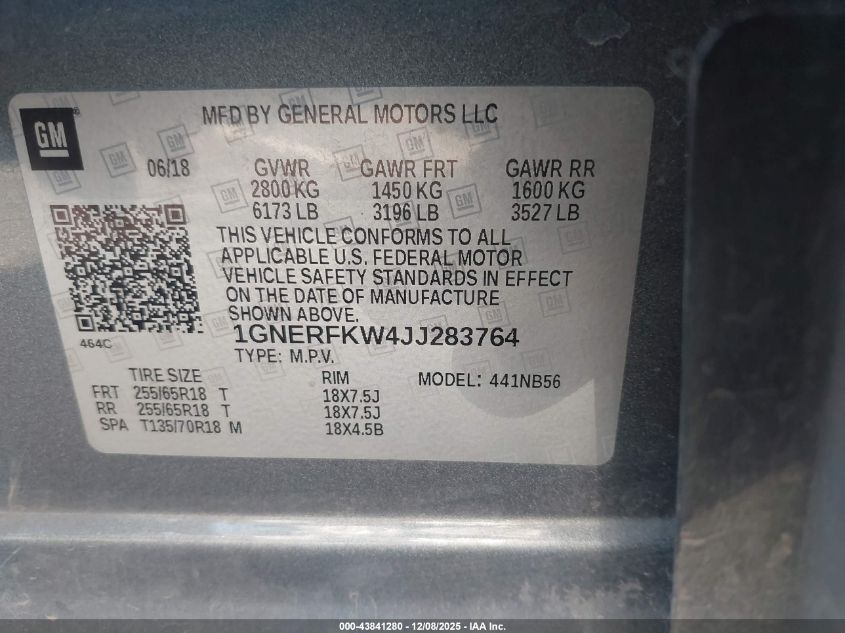 GM
MFD BY GENERAL MOTORS LLC
06/18 GVWR GAWR FRT GAWR RR
2800 KG 1450 KG 1600 KG
6173 LB 3196 LB 3527 LB
THIS VEHICLE CONFORMS TO ALL
APPLICABLE U.S. FEDERAL MOTOR
VEHICLE SAFETY STANDARDS IN EFFECT
ON THE DATE OF MANUFACTURE
SHOWN ABOVE.
1GNERFKW4JJ283764
464C
TYPE: M.P.V.
TIRE SIZE RIM MODEL: 441NB56
FRT 255/65R18 T 18X7.5J
RR 255/65R18 T 18X7.5J
SPA T135/70R18 M 18X4.5B
000-43841280 - 12/08/2025 - IAA Inc.